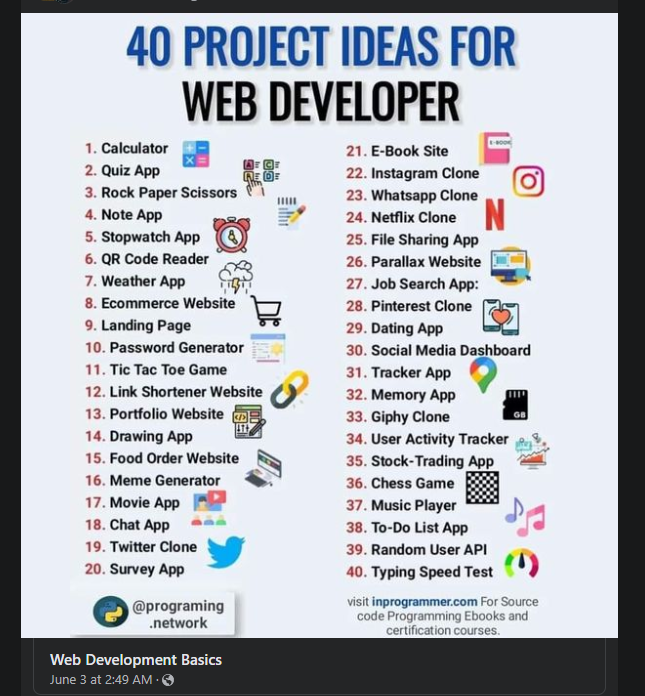 40 PROJECT IDEAS FOR
WEB DEVELOPER
1. Calculator
2. Quiz App
3. Rock Paper Scissors
4. Note App
5. Stopwatch App
6. QR Code Reader
7. Weather App
8. Ecommerce Website
9. Landing Page
10. Password Generator
11. Tic Tac Toe Game
12. Link Shortener Website
13. Portfolio Website
14. Drawing App
15. Food Order Website
16. Meme Generator
17. Movie App
18. Chat App
19. Twitter Clone
20. Survey App
A
C
D
@programing
.network
21. E-Book Site
22. Instagram Clone
23. Whatsapp Clone
24. Netflix Clone
25. File Sharing App
26. Parallax Website
27. Job Search App:
28. Pinterest Clone
29. Dating App
30. Social Media Dashboard
31. Tracker App
32. Memory App
33. Giphy Clone
34. User Activity Tracker
35. Stock-Trading App
36. Chess Game
37. Music Player
38. To-Do List App
39. Random User API
40. Typing Speed Test
E-BOOK
GB
visit inprogrammer.com For Source
code Programming Ebooks and
certification courses.
Web Development Basics
June 3 at 2:49 AM ·